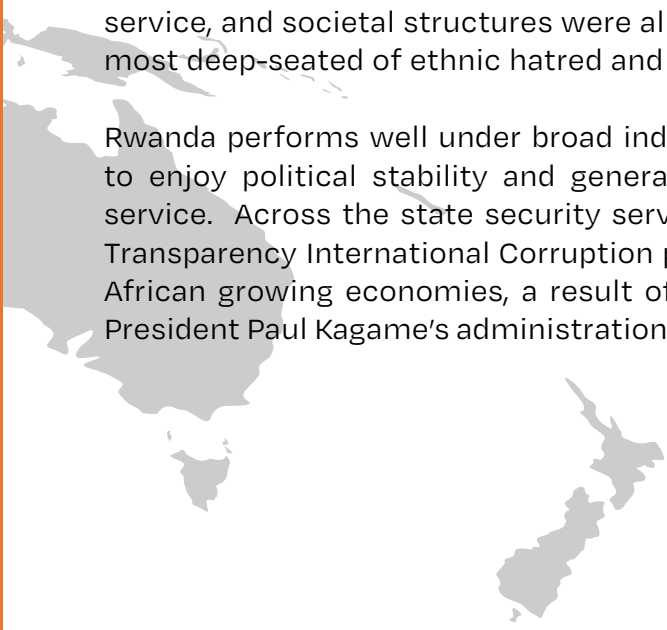 service, and societal structures were al
most deep-seated of ethnic hatred and
Rwanda performs well under broad ind
to enjoy political stability and genera
service. Across the state security serv
Transparency International Corruption p
African growing economies, a result of
President Paul Kagame's administration